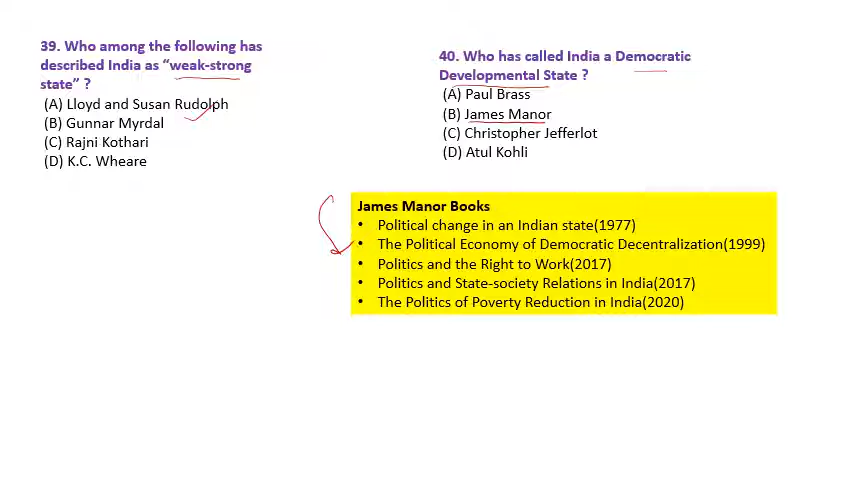 39. Who among the following has
described India as “weak-strong
state” ?
(A) Lloyd and Susan Rudolph
(B) Gunnar Myrdal
(C) Rajni Kothari
(D) K.C. Wheare
40. Who has called India a Democratic
Developmental State ?
(A) Paul Brass
(B) James Manor
(C) Christopher Jefferlot
(D) Atul Kohli
James Manor Books
• Political change in an Indian state(1977)
• The Political Economy of Democratic Decentralization(1999)
• Politics and the Right to Work(2017)
• Politics and State-society Relations in India(2017)
• The Politics of Poverty Reduction in India(2020)